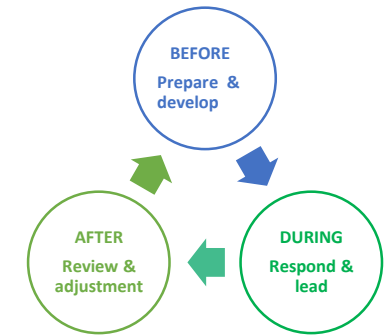 BEFORE
Prepare &
develop
DURING
Respond &
lead
AFTER
Review &
adjustment